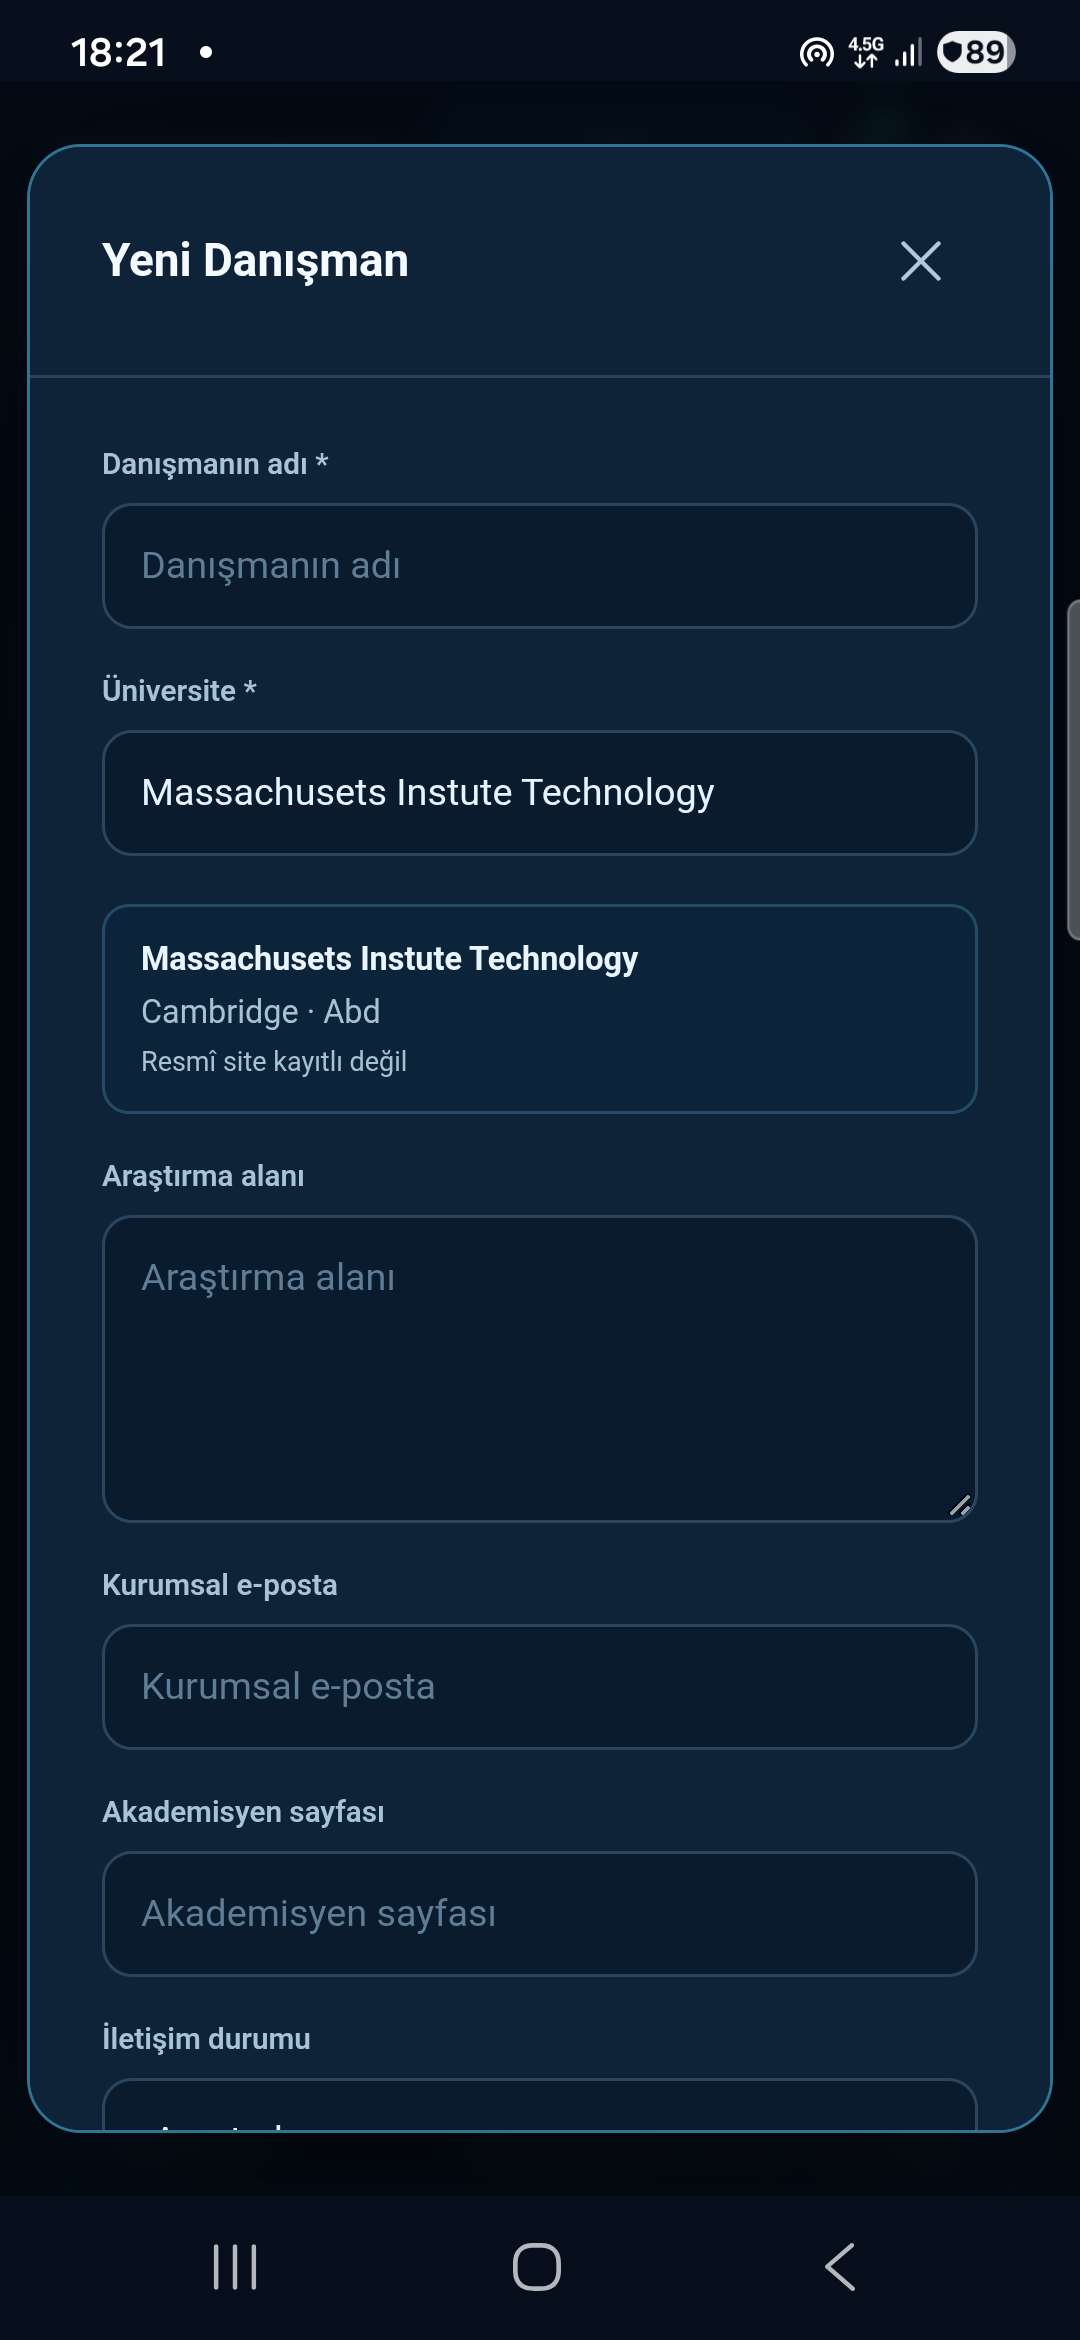 18:21
4.5G
89
Yeni Danışman
Danışmanın adı *
Danışmanın adı
Üniversite *
Massachusets Instute Technology
Massachusets Instute Technology
Cambridge · Abd
Resmî site kayıtlı değil
Araştırma alanı
Araştırma alanı
Kurumsal e-posta
Kurumsal e-posta
Akademisyen sayfası
Akademisyen sayfası
İletişim durumu